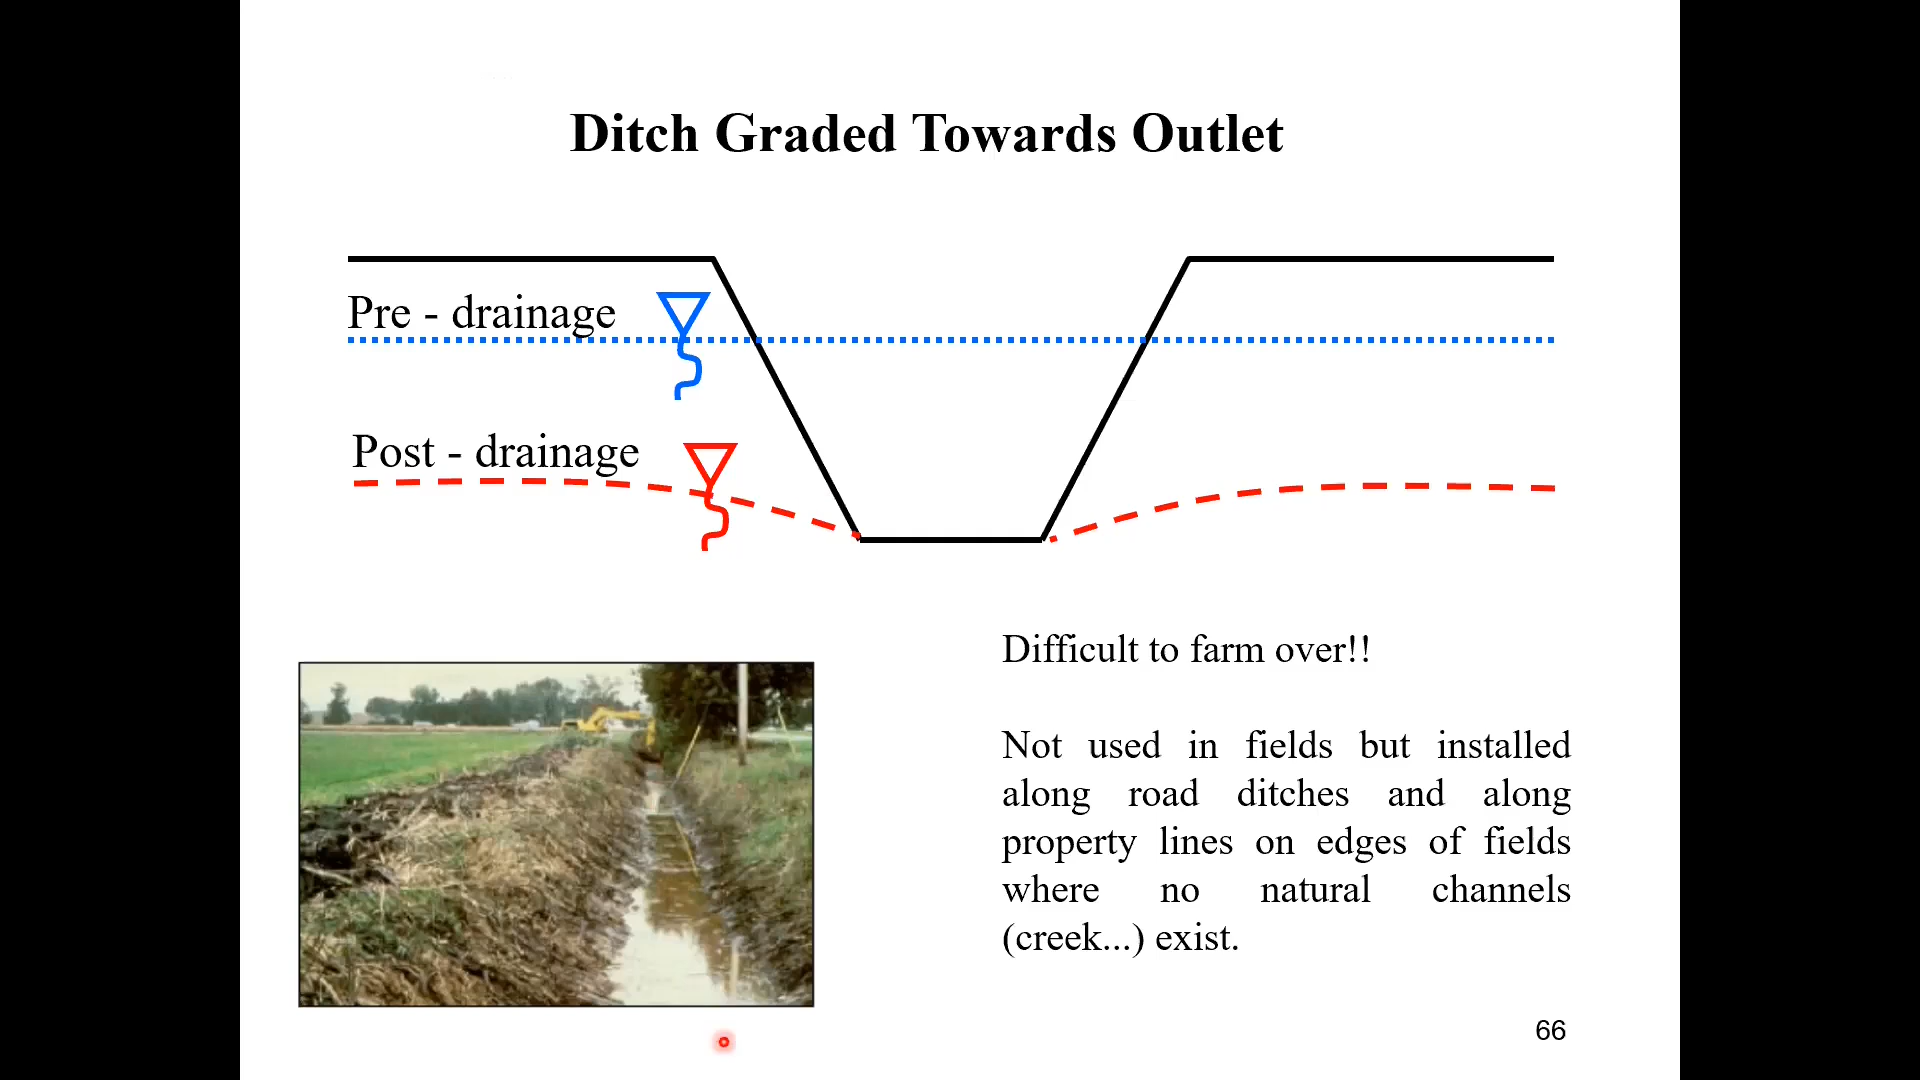 Ditch Graded Towards Outlet
Pre - drainage
Post - drainage
Difficult to farm over!!
Not used in fields but installed
along road ditches and along
property lines on edges of fields
where no natural channels
(creek...) exist.
66